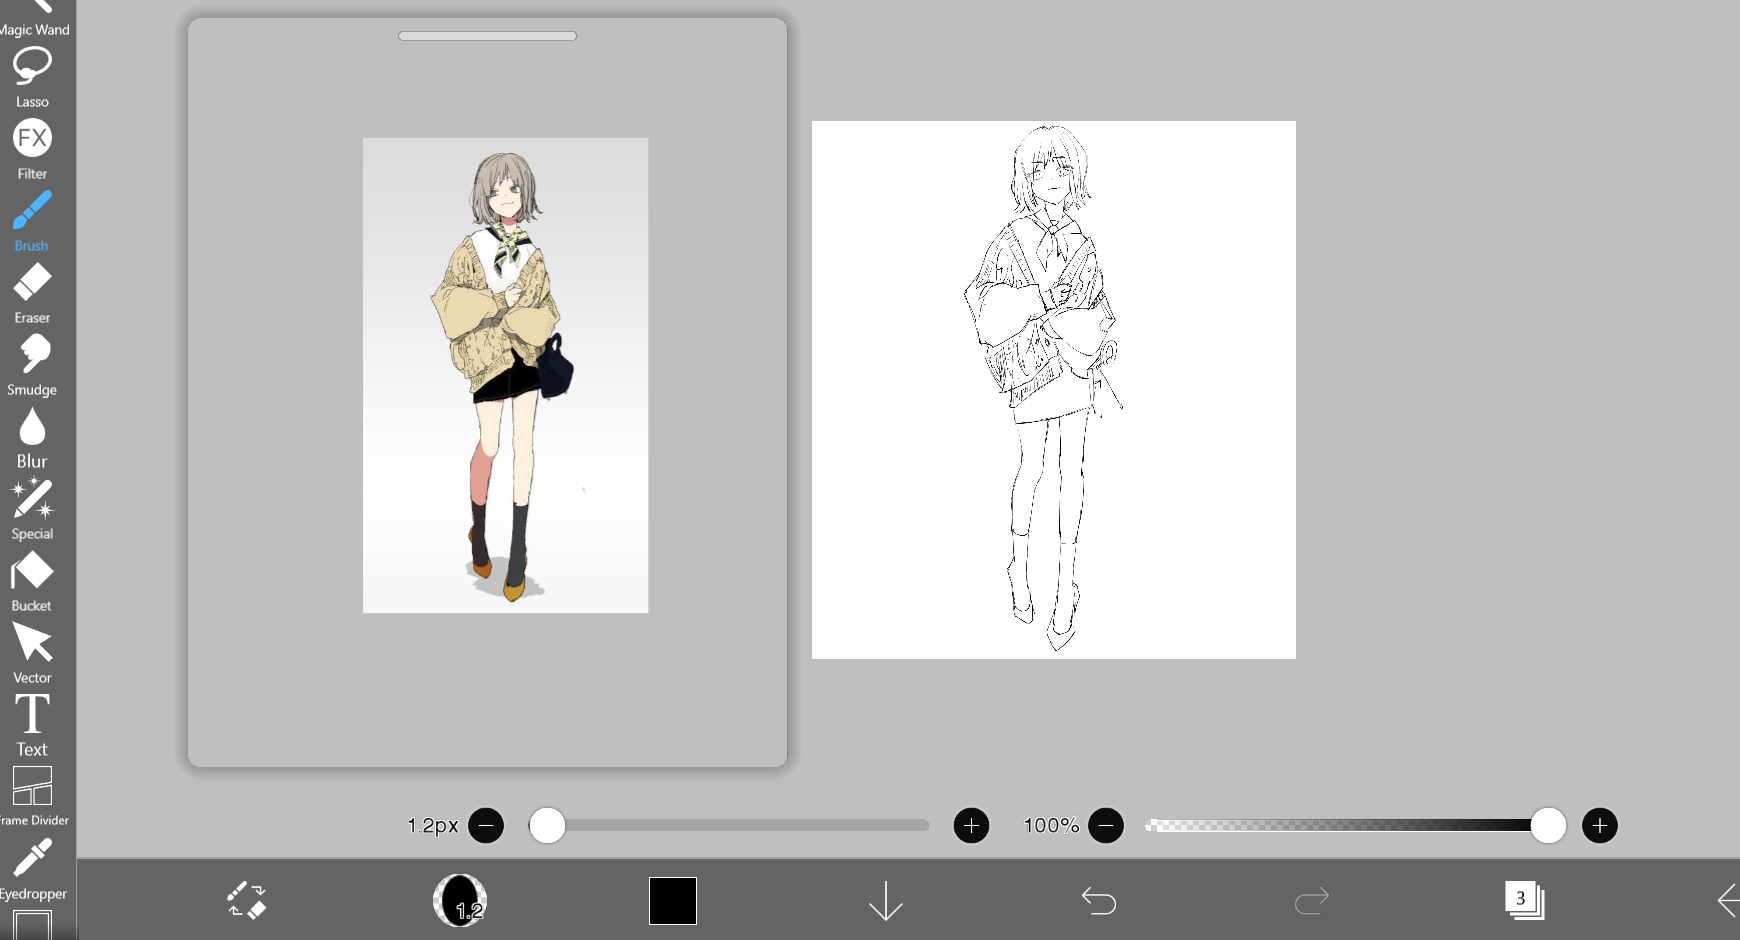 Magic Wand
Lasso
FX
Filter
Brush
Eraser
Smudge
Blur
Special
Bucket
Vector
T
Text
Frame Divider
Eyedropper
1.2px
100%
1.2
3